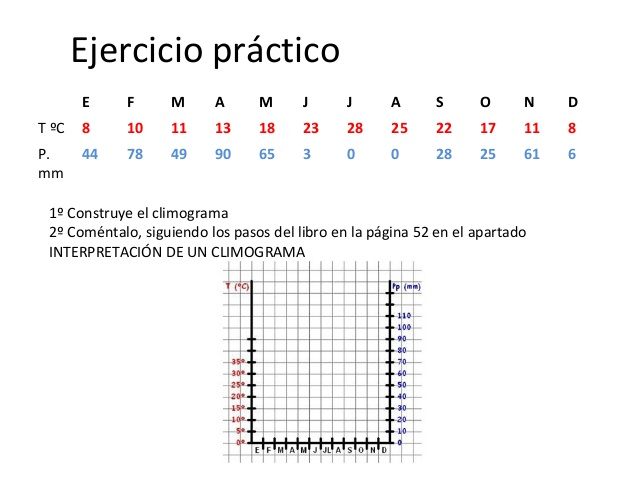 Ejercicio práctico
E F M A M J J A S O N D
T ºC 8 10 11 13 18 23 28 25 22 17 11 8
P. 44 78 49 90 65 3 0 0 28 25 61 6
mm
1º Construye el climograma
2º Coméntalo, siguiendo los pasos del libro en la página 52 en el apartado
INTERPRETACIÓN DE UN CLIMOGRAMA
T (ºC) Pp (mm)
110
100
90
80
35º 70
30º 60
25º 50
20º 40
15º 30
10º 20
5º 10
0º 0
E F M A M J JL A S O N D